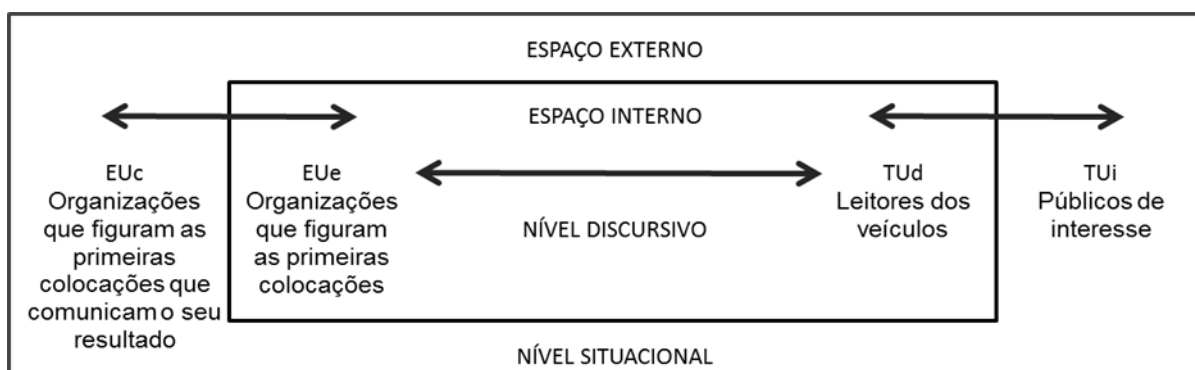 ESPAÇO EXTERNO
ESPAÇO INTERNO
EUc
Organizações
que figuram as
primeiras
colocações que
comunicam o seu
resultado
EUe
Organizações
que figuram
as primeiras
colocações
NÍVEL DISCURSIVO
TUd
Leitores dos
veículos
TUi
Públicos de
interesse
NÍVEL SITUACIONAL